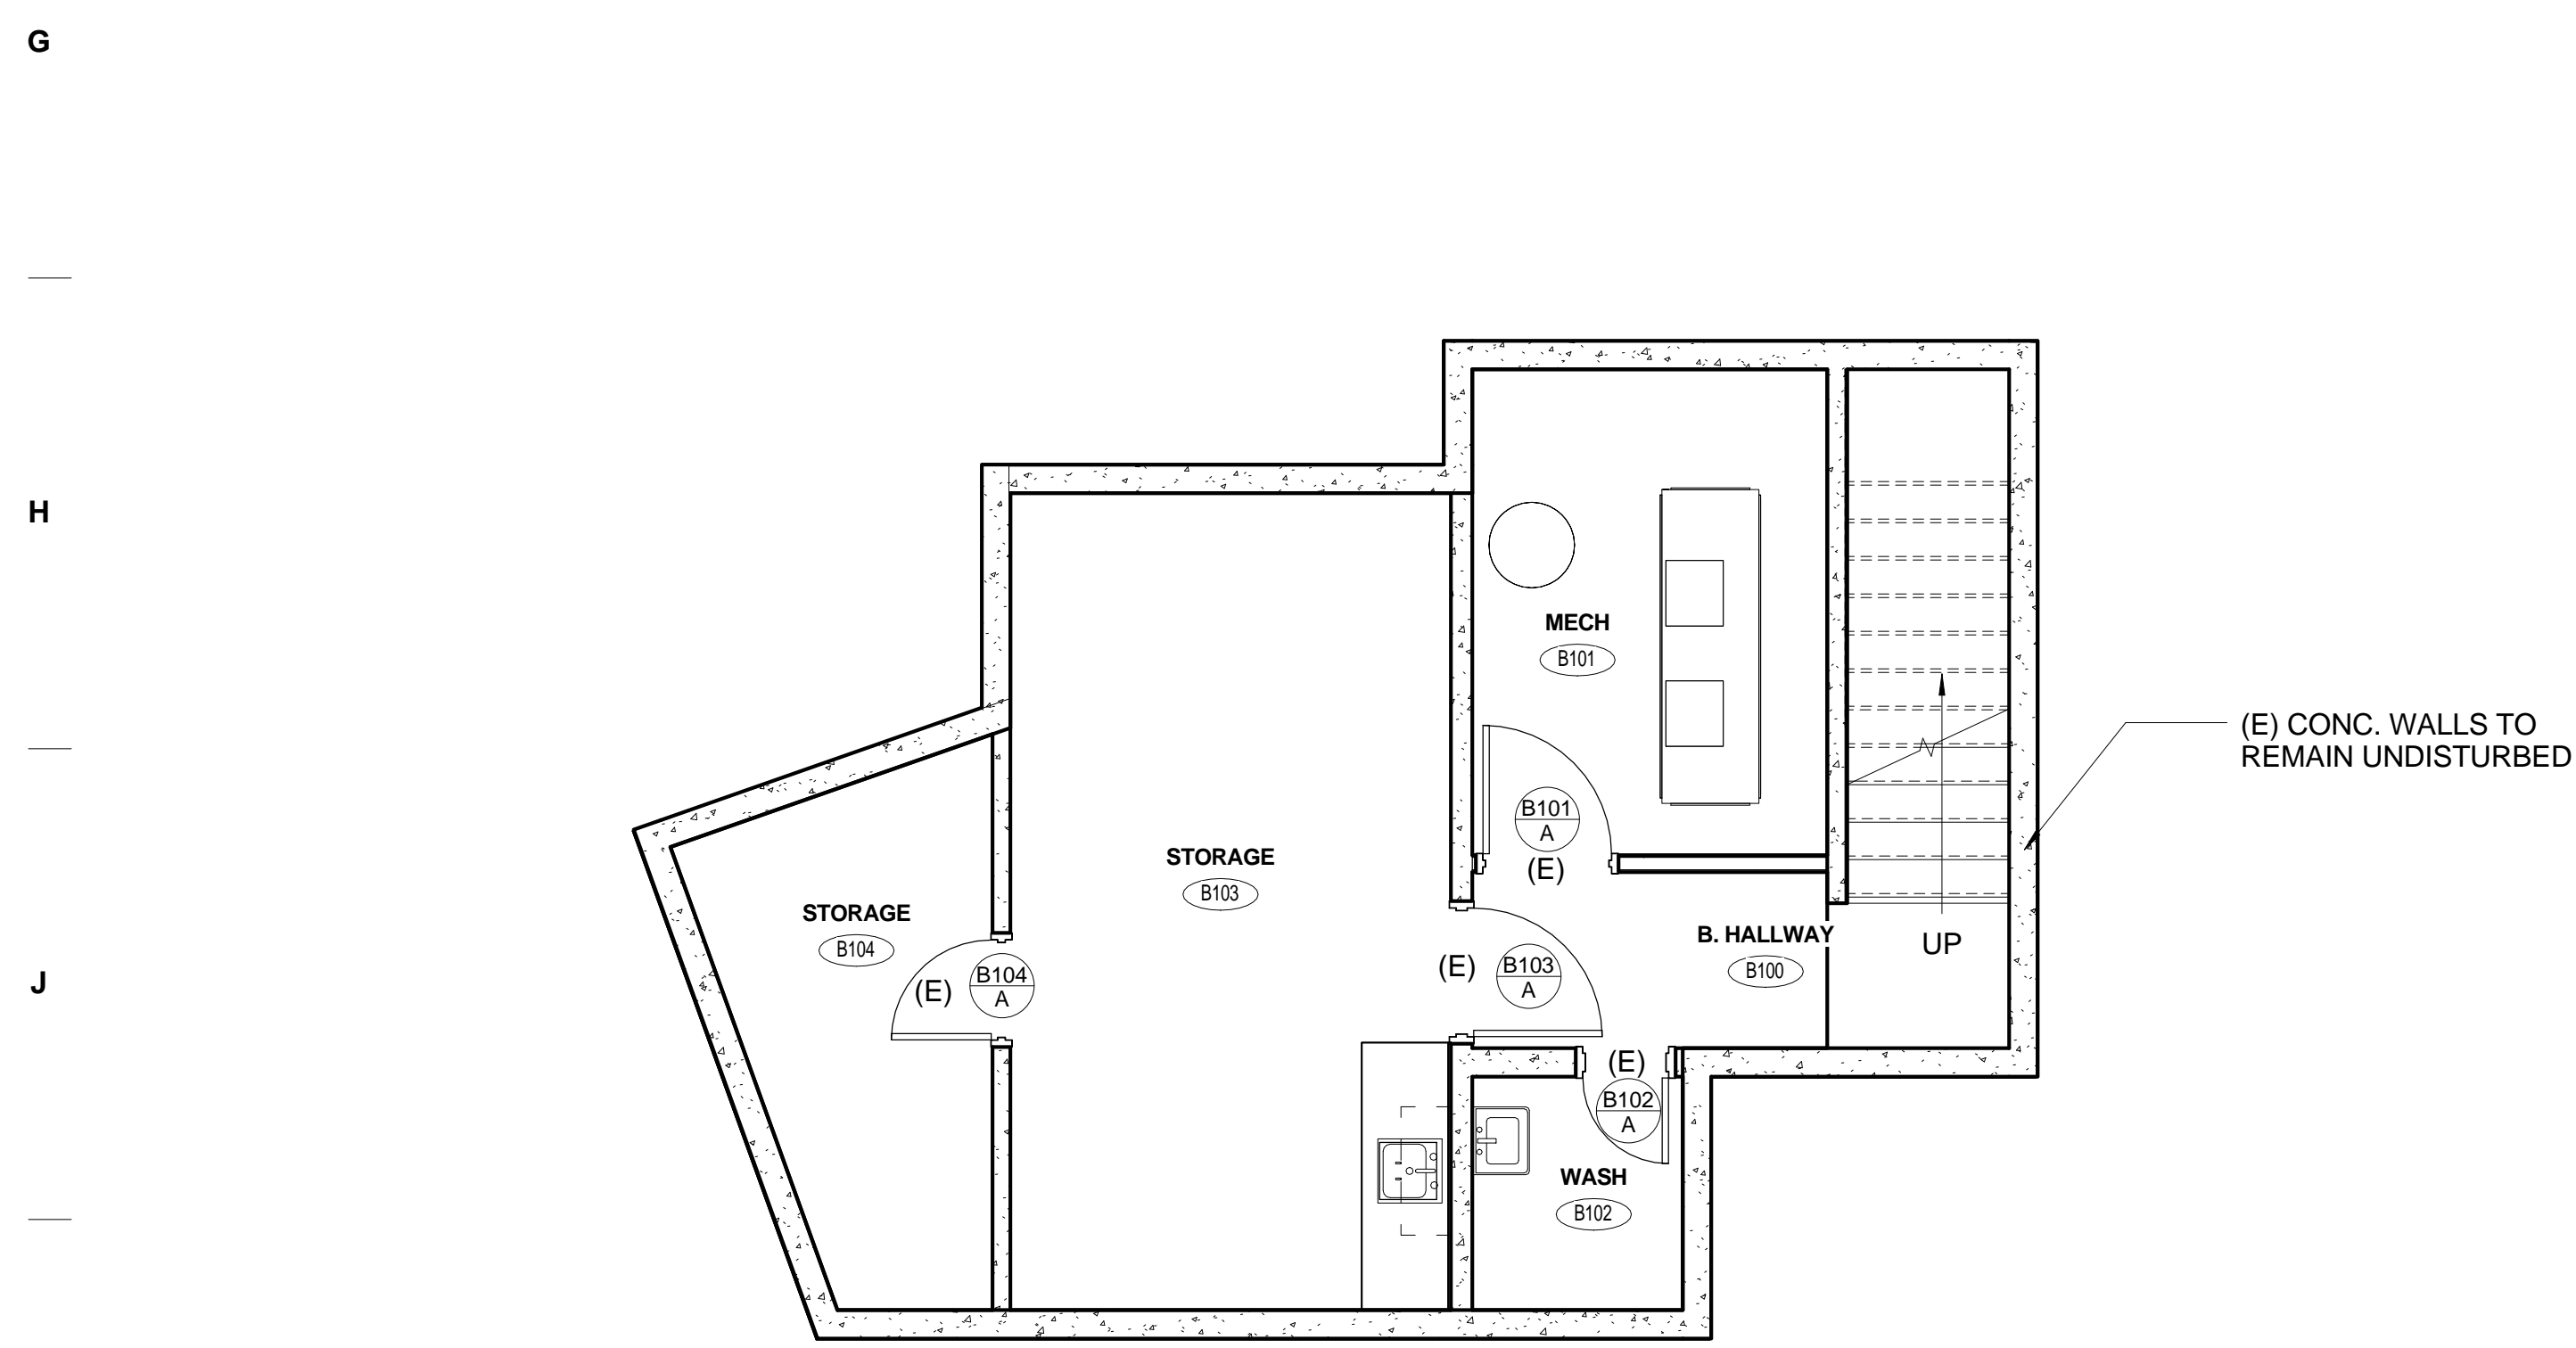 G
H
MECH
B101
(E) CONC. WALLS TO
REMAIN UNDISTURBED
B101
A
(E)
STORAGE
B103
STORAGE
B104
B. HALLWAY
B100
UP
J
B104
A
(E)
(E)
B103
A
(E)
B102
A
WASH
B102